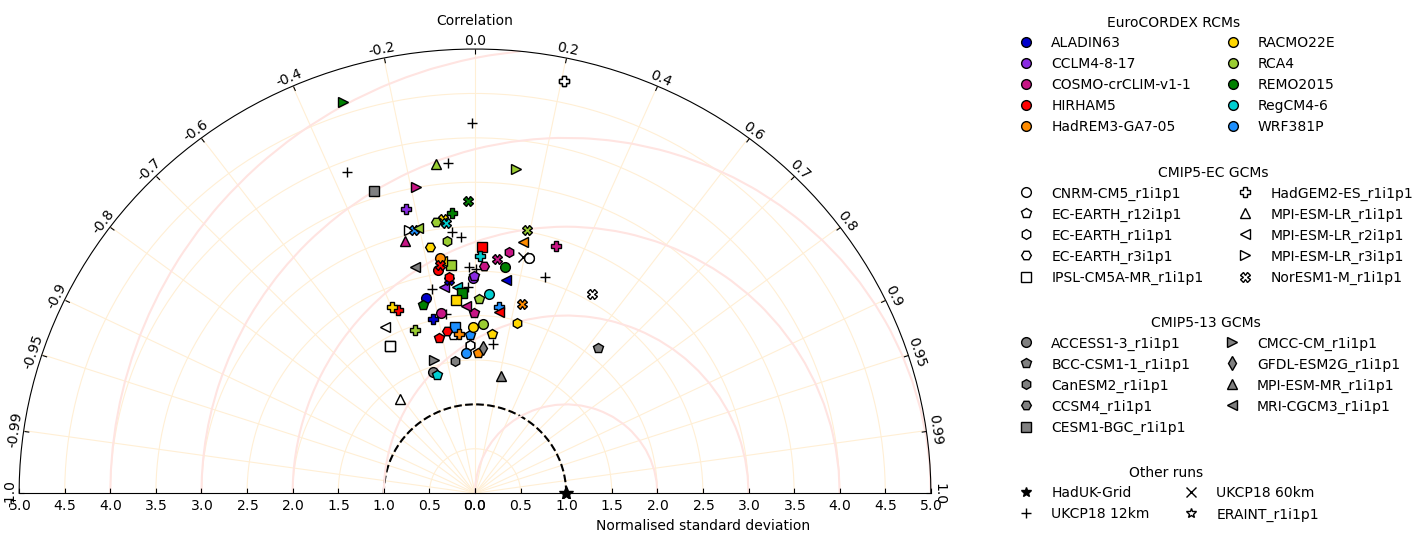 Correlation
0.0
-0.2
0.2
-0.4
0.4
-0.6
0.6
-0.7
0.7
-0.8
0.8
-0.9
0.9
-0.95
0.95
-0.99
0.99
-1.0
1.0
5.0 4.5 4.0 3.5 3.0 2.5 2.0 1.5 1.0 0.5 0.0 0.5 1.0 1.5 2.0 2.5 3.0 3.5 4.0 4.5 5.0
Normalised standard deviation
EuroCORDEX RCMs
ALADIN63 RACMO22E
CCLM4-8-17 RCA4
COSMO-crCLIM-v1-1 REMO2015
HIRHAM5 RegCM4-6
HadREM3-GA7-05 WRF381P
CMIP5-EC GCMs
CNRM-CM5_r1i1p1 HadGEM2-ES_r1i1p1
EC-EARTH_r12i1p1 MPI-ESM-LR_r1i1p1
EC-EARTH_r1i1p1 MPI-ESM-LR_r2i1p1
EC-EARTH_r3i1p1 MPI-ESM-LR_r3i1p1
IPSL-CM5A-MR_r1i1p1 NorESM1-M_r1i1p1
CMIP5-13 GCMs
ACCESS1-3_r1i1p1 CMCC-CM_r1i1p1
BCC-CSM1-1_r1i1p1 GFDL-ESM2G_r1i1p1
CanESM2_r1i1p1 MPI-ESM-MR_r1i1p1
CCSM4_r1i1p1 MRI-CGCM3_r1i1p1
CESM1-BGC_r1i1p1
Other runs
HadUK-Grid UKCP18 60km
UKCP18 12km ERAINT_r1i1p1